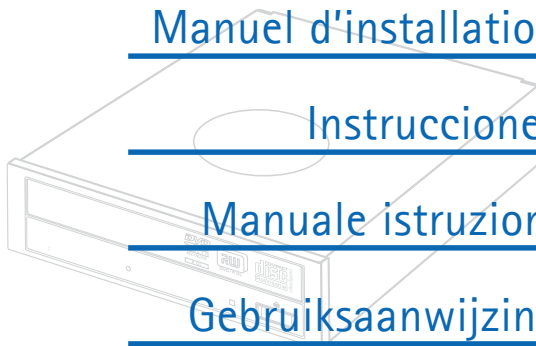 Manuel d'installatio
Instruccione
Manuale istruzion
Gebruiksaanwijzin